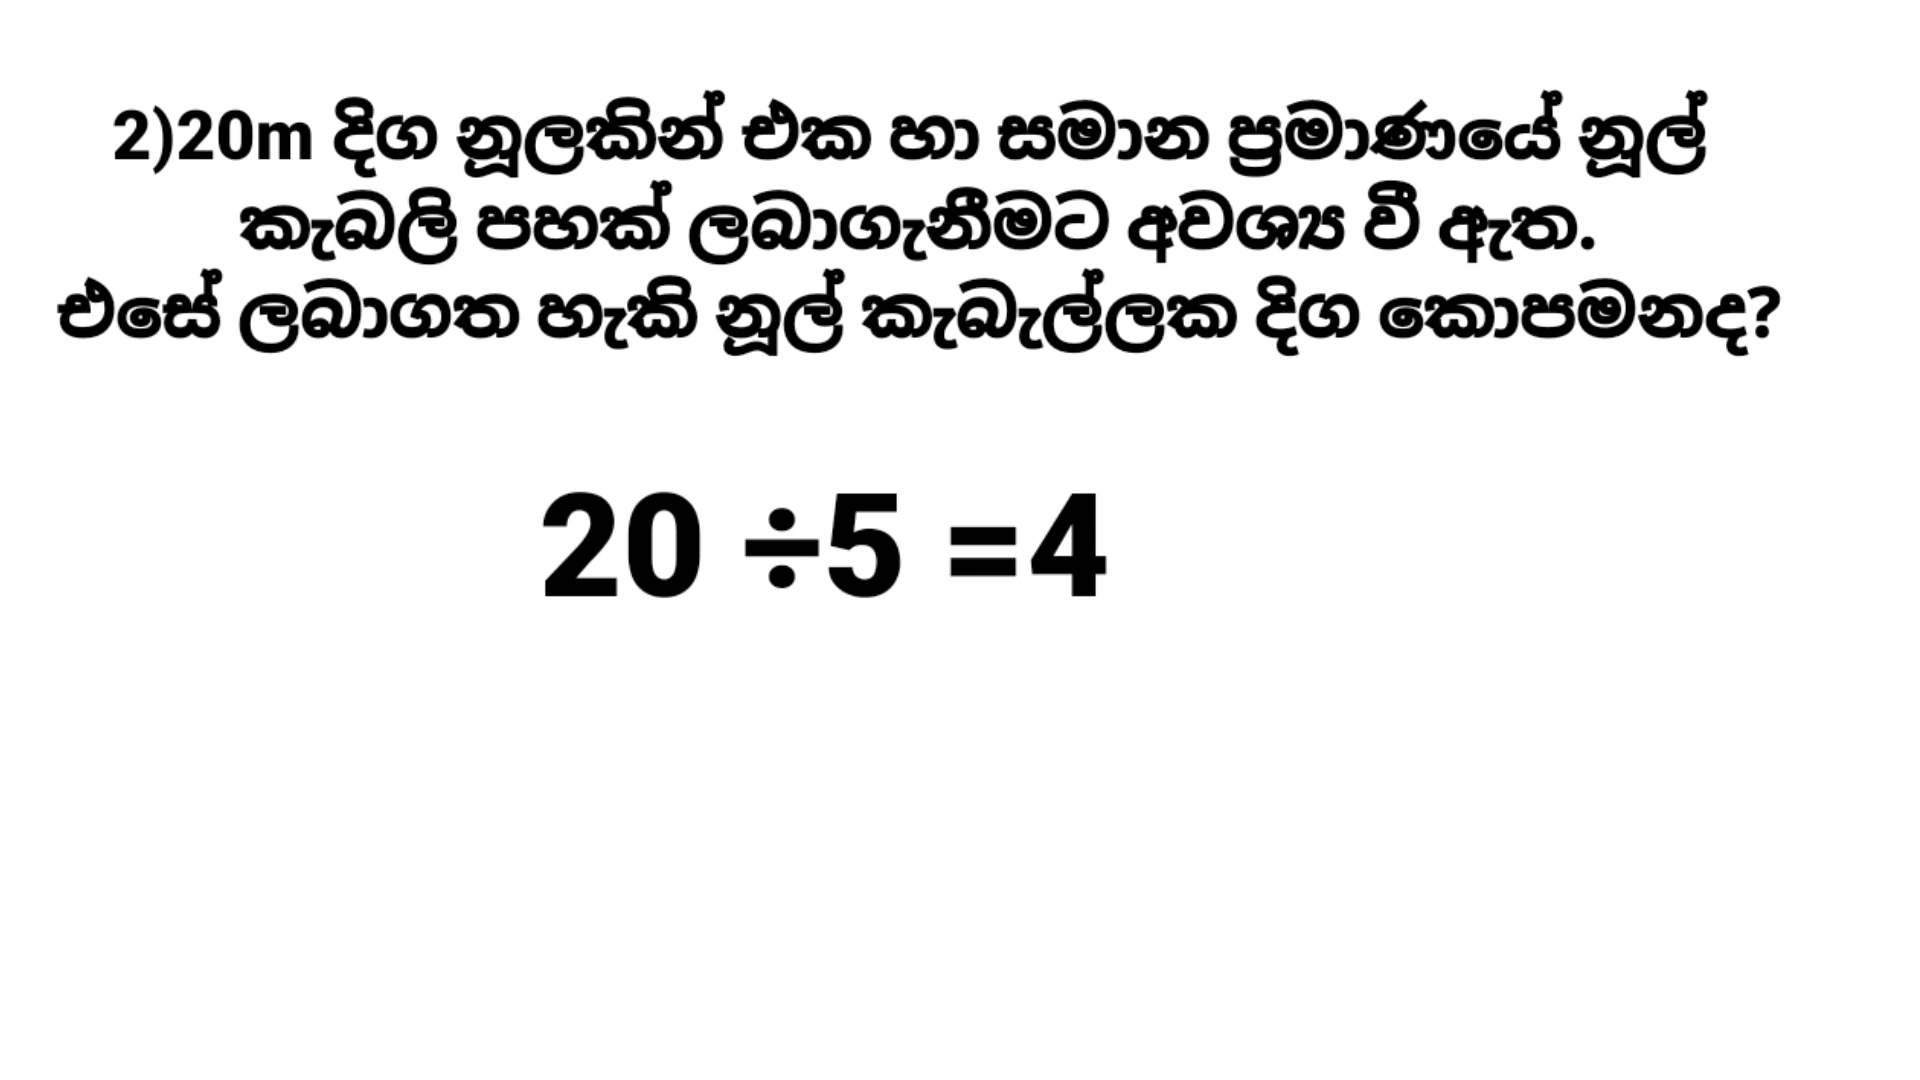 2)20m දිග නූලකින් එක හා සමාන ප්‍රමාණයේ නූල්
කැබලි පහක් ලබාගැනීමට අවශ්‍ය වී ඇත.
එසේ ලබාගත හැකි නූල් කැබැල්ලක දිග කොපමනද?
20 ÷5 =4